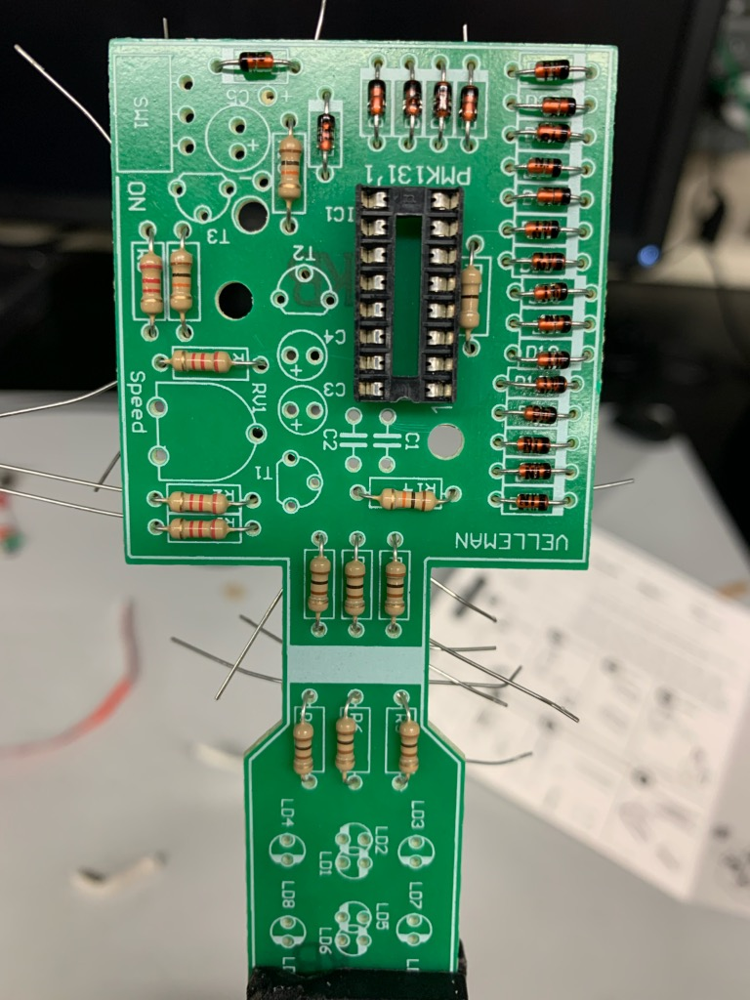 SW1
C5
+
+
ON
T3
PMK131'1
IC1
T2
C4
+
C3
+
Speed
RV1
C2
C1
T1
R2
VELLEMAN
LD4
LD2
LD3
LD1
LD8
LD5
LD7
LD6